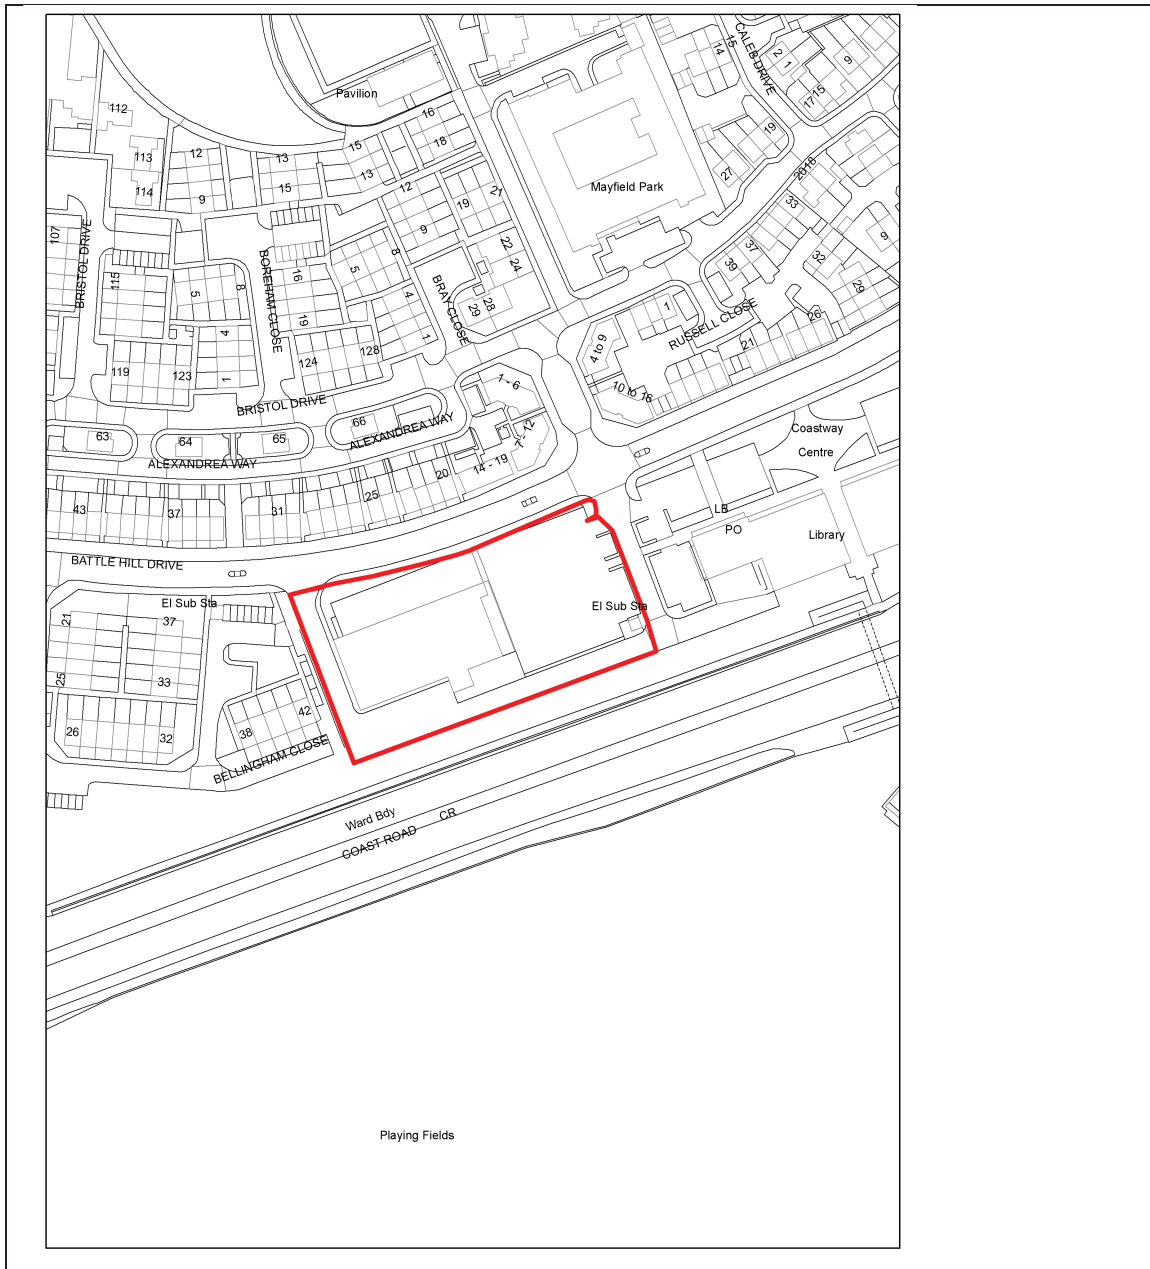 CALEB DRIVE
15
14
2
1
9
1715
Pavilion
112
16
18
19
113
12
13
15
13
27
2018
114
9
15
12
21
19
Mayfield Park
33
107
BRISTOL DRIVE
9
22
24
37
39
32
9
115
5
8
BOREHAM CLOSE
16
5
8
BRAY CLOSE
4
28
29
29
19
1
RUSSELL CLOSE
26
4
1
4 to 9
21
119
123
1
124
128
1 - 6
10 to 16
BRISTOL DRIVE
66
63
64
65
ALEXANDREA WAY
7 - 12
Coastway
Centre
ALEXANDREA WAY
14 - 19
20
25
43
37
31
LB
PO
Library
BATTLE HILL DRIVE
El Sub Sta
El Sub Sta
21
37
25
33
26
32
38
42
BELLINGHAM CLOSE
Ward Bdy
CR
COAST ROAD
Playing Fields